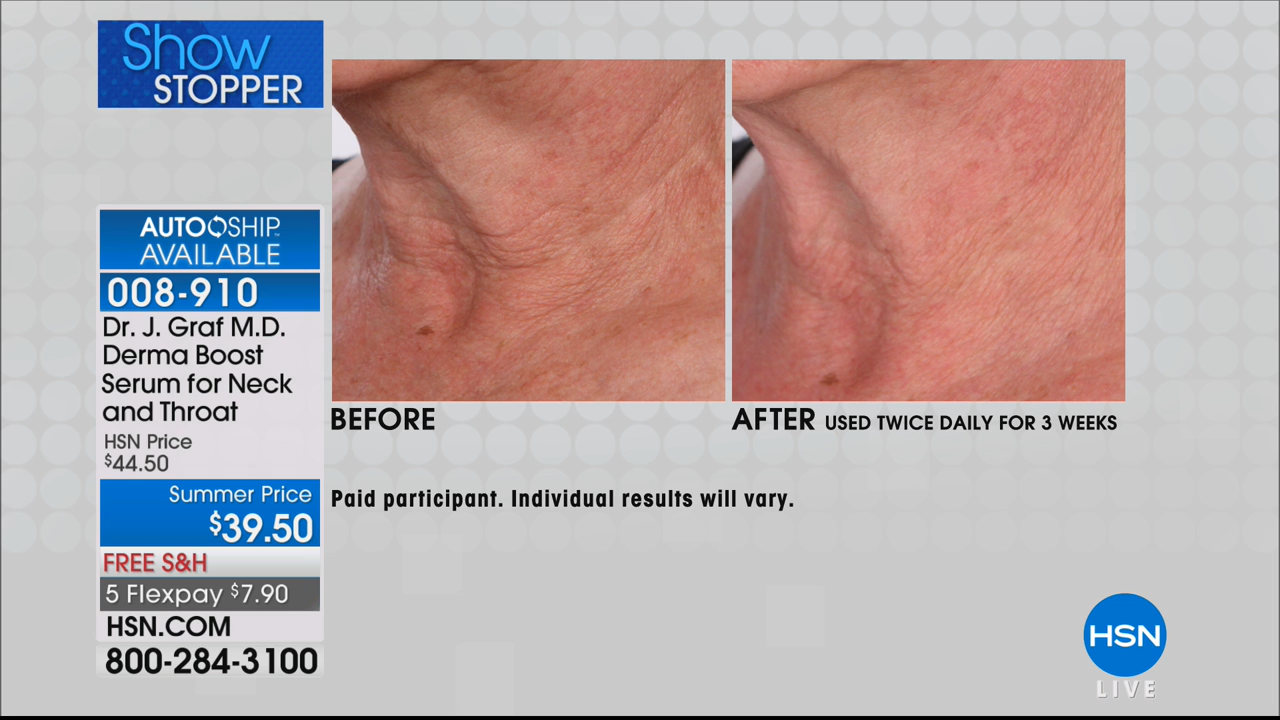 Show
STOPPER
AUTO SHIP™
AVAILABLE
008-910
Dr. J. Graf M.D.
Derma Boost
Serum for Neck
and Throat
HSN Price
$44.50
Summer Price
$39.50
FREE S&H
5 Flexpay $7.90
HSN.COM
800-284-3100
BEFORE
AFTER USED TWICE DAILY FOR 3 WEEKS
Paid participant. Individual results will vary.
HSN
LIVE